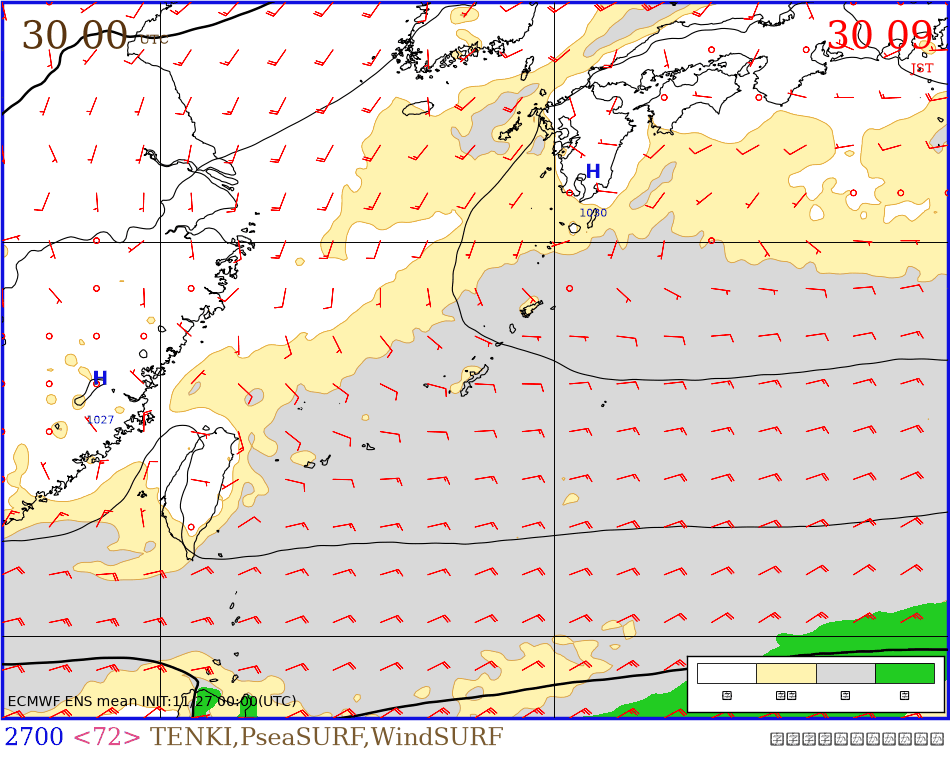 30 00 UTC
30 09
JST
H
1030
H
1027
ECMWF ENS mean INIT:11/27 00:00(UTC)
2700 <72> TENKI,PseaSURF,WindSURF